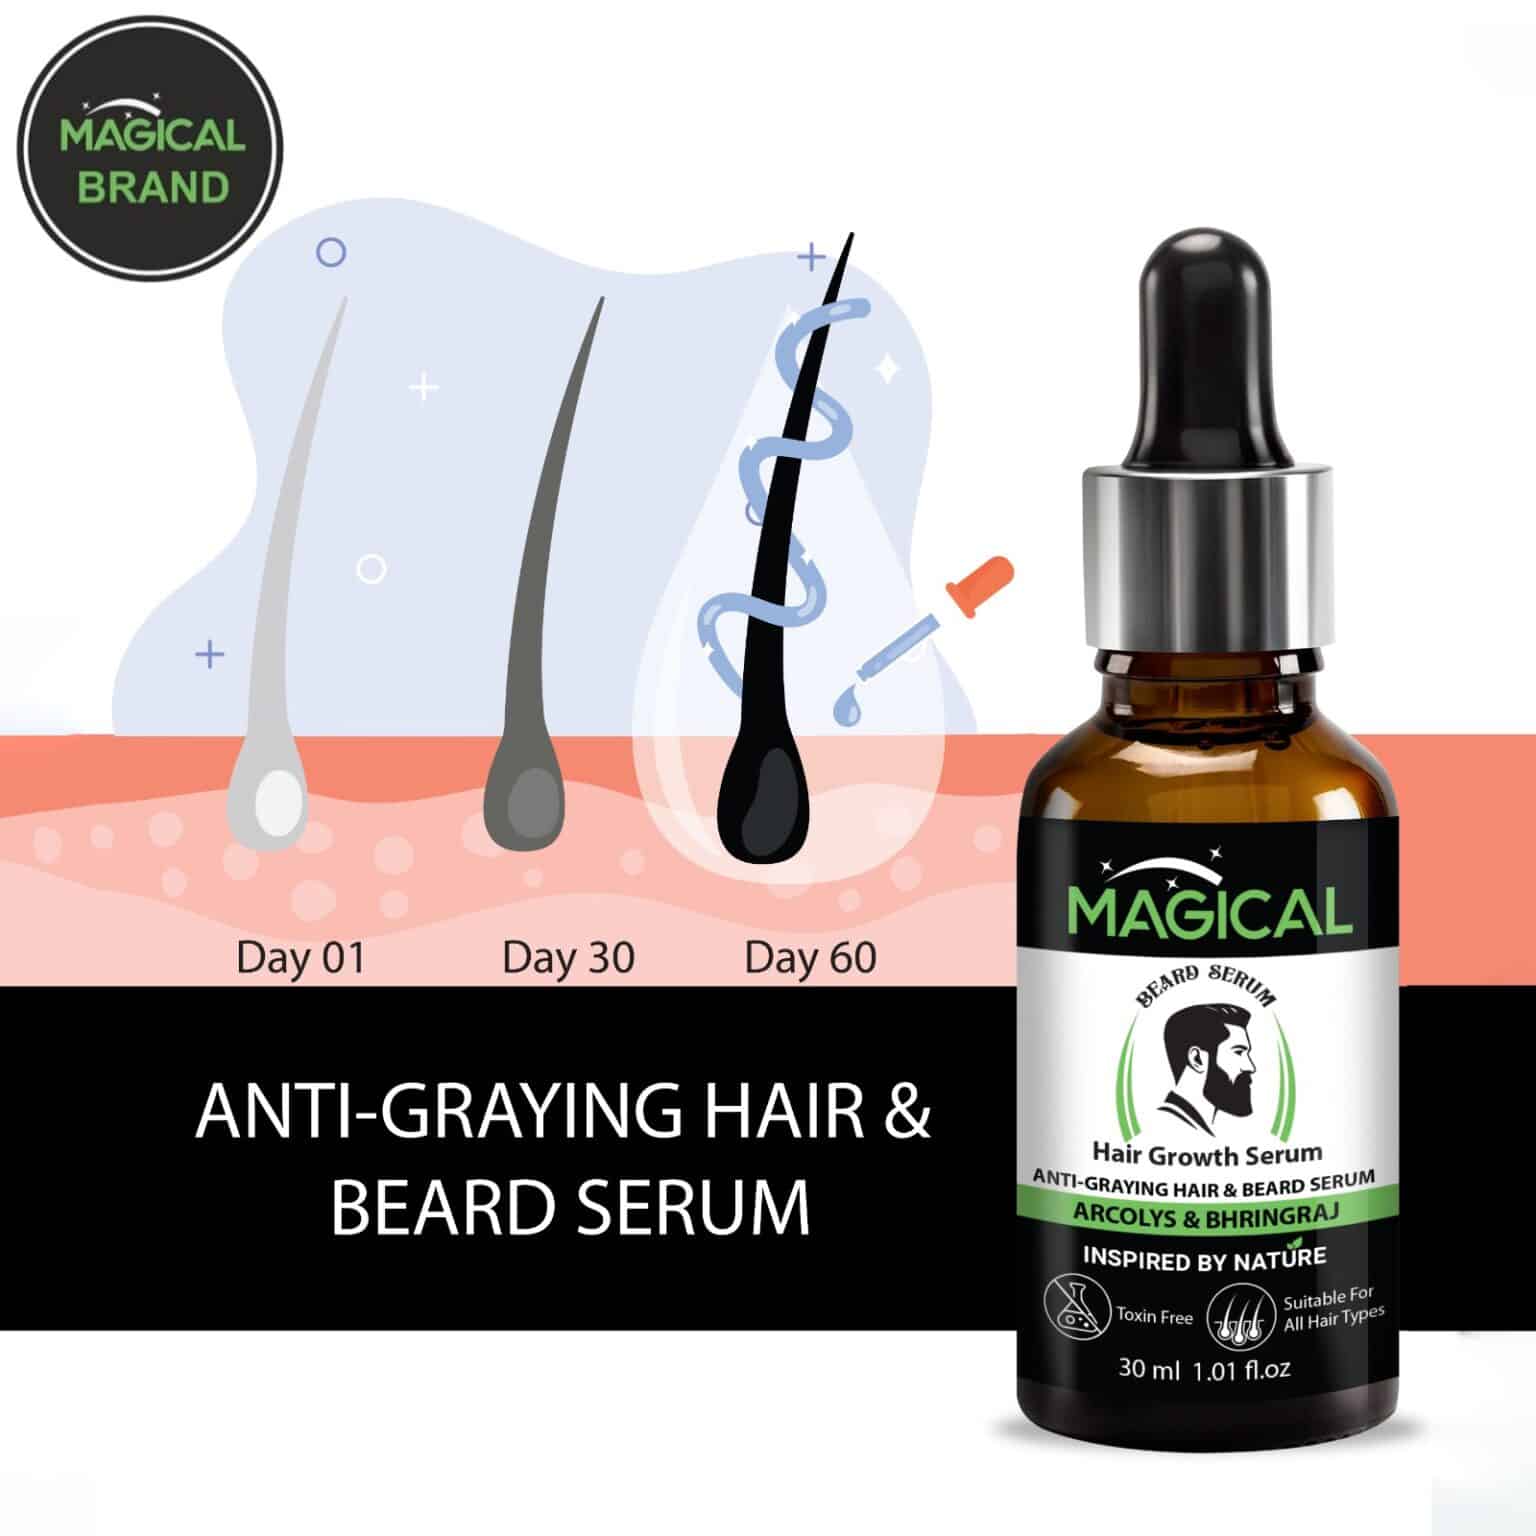 MAGICAL
BRAND
Day 01
Day 30
Day 60
ANTI-GRAYING HAIR &
BEARD SERUM
MAGICAL
BEARD SERUM
Hair Growth Serum
ANTI-GRAYING HAIR & BEARD SERUM
ARCOLYS & BHRINGRAJ
INSPIRED BY NATURE
Toxin Free
Suitable For
All Hair Types
30 ml 1.01 fl.oz